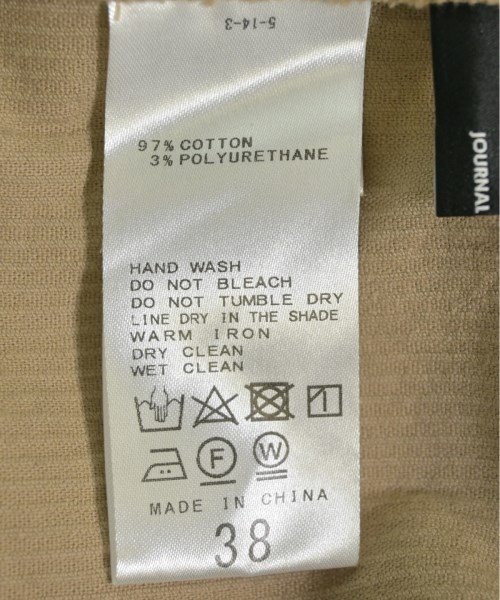 5-14-3
JOURNAL
97% COTTON
3% POLYURETHANE
HAND WASH
DO NOT BLEACH
DO NOT TUMBLE DRY
LINE DRY IN THE SHADE
WARM IRON
DRY CLEAN
WET CLEAN
F W
MADE IN CHINA
38